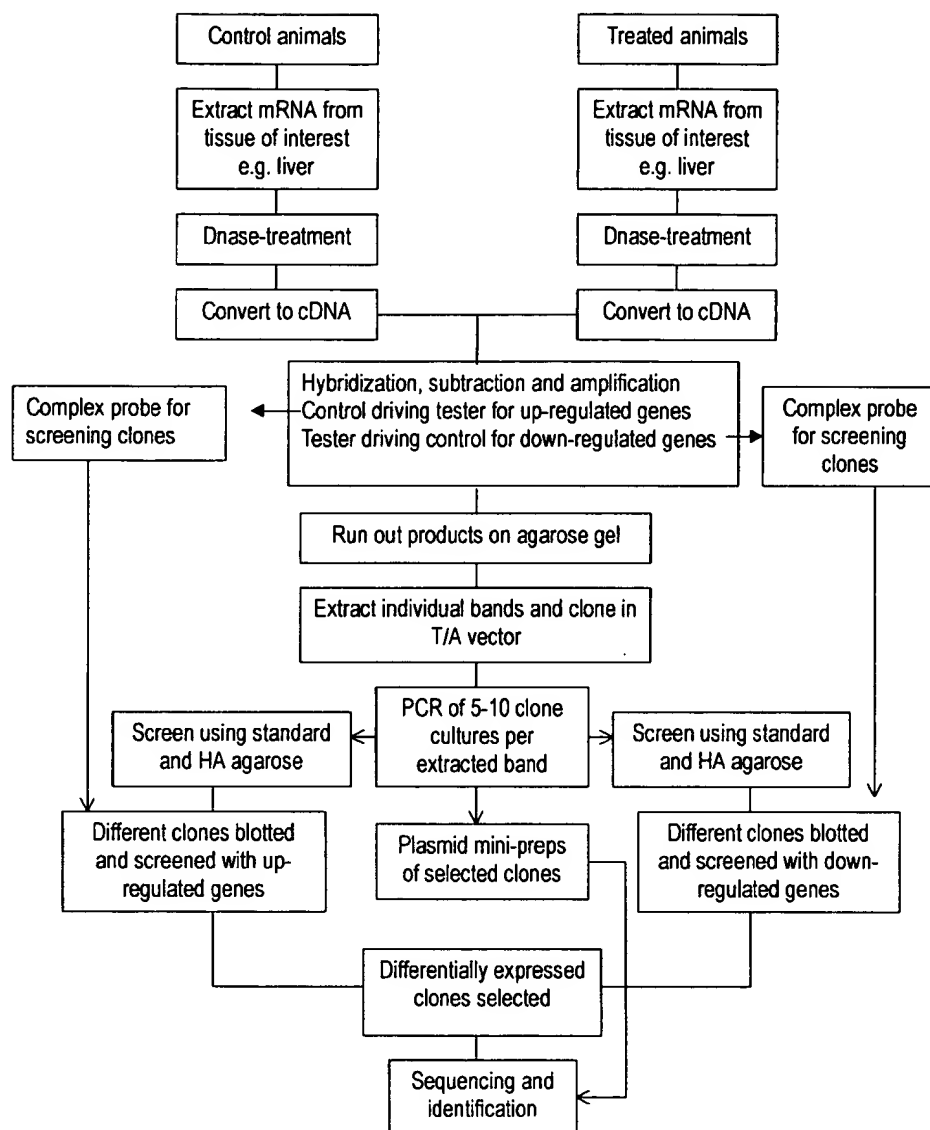 Control animals
Treated animals
Extract mRNA from
tissue of interest
e.g. liver
Extract mRNA from
tissue of interest
e.g. liver
Dnase-treatment
Dnase-treatment
Convert to cDNA
Convert to cDNA
Hybridization, subtraction and amplification
Control driving tester for up-regulated genes
Tester driving control for down-regulated genes
Complex probe for
screening clones
Complex probe
for screening
clones
Run out products on agarose gel
Extract individual bands and clone in
T/A vector
PCR of 5-10 clone
cultures per
extracted band
Screen using standard
and HA agarose
Screen using standard
and HA agarose
Different clones blotted
and screened with up-
regulated genes
Plasmid mini-preps
of selected clones
Different clones blotted
and screened with down-
regulated genes
Differentially expressed
clones selected
Sequencing and
identification